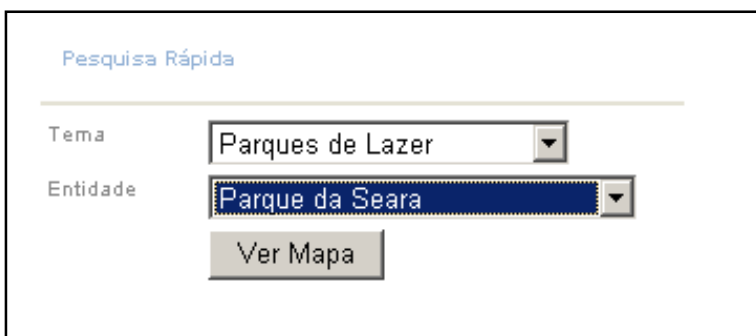 Pesquisa Rápida
Tema
Parques de Lazer
Entidade
Parque da Seara
Ver Mapa